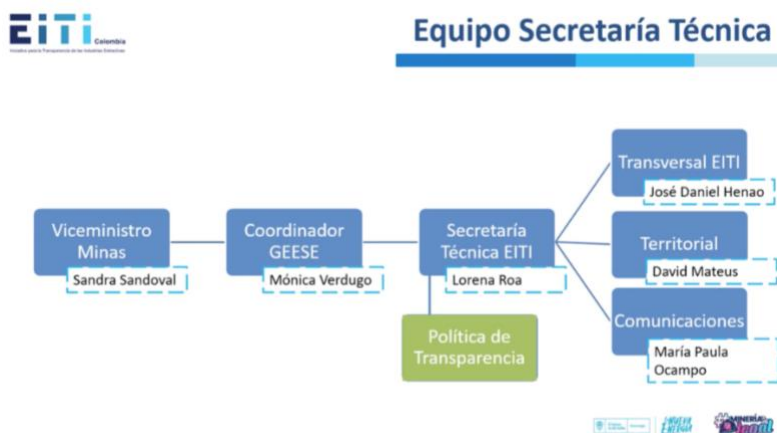 EITI Colombia
Equipo Secretaría Técnica
Viceministro
Minas
Sandra Sandoval
Coordinador
GEESE
Mónica Verdugo
Secretaría
Técnica EITI
Lorena Roa
Política de
Transparencia
Transversal EITI
José Daniel Henao
Territorial
David Mateus
Comunicaciones
María Paula
Ocampo